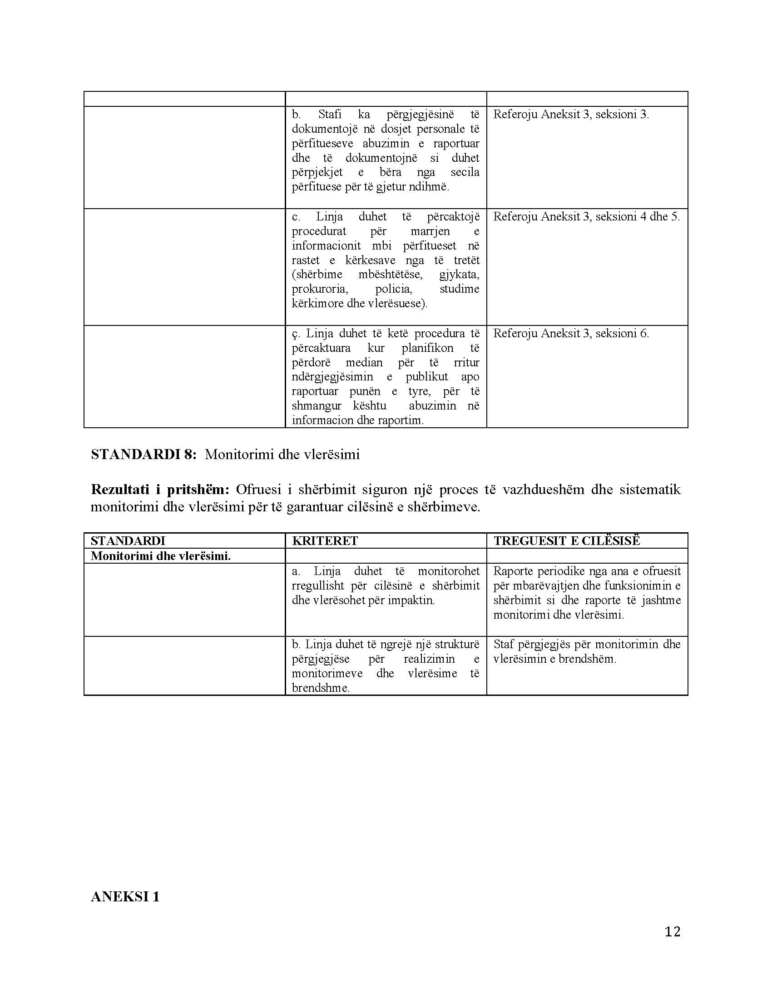 b. Stafi ka përgjegjësinë të
dokumentojë në dosjet personale të
përfitueseve abuzimin e raportuar
dhe të dokumentojnë si duhet
përpjekjet e bëra nga secila
përfituese për të gjetur ndihmë.
Referoju Aneksit 3, seksioni 3.
c. Linja duhet të përcaktojë
procedurat për marrjen e
informacionit mbi përfitueset në
rastet e kërkesave nga të tretët
(shërbime mbështëtëse, gjykata,
prokuroria, policia, studime
kërkimore dhe vlerësuese).
Referoju Aneksit 3, seksioni 4 dhe 5.
ç. Linja duhet të ketë procedura të
përcaktuara kur planifikon të
përdorë median për të rritur
ndërgjegjësimin e publikut apo
raportuar punën e tyre, për të
shmangur kështu abuzimin në
informacion dhe raportim.
Referoju Aneksit 3, seksioni 6.
STANDARDI 8: Monitorimi dhe vlerësimi
Rezultati i pritshëm: Ofruesi i shërbimit siguron një proces të vazhdueshëm dhe sistematik
monitorimi dhe vlerësimi për të garantuar cilësinë e shërbimeve.
STANDARDI KRITERET TREGUESIT E CILËSISË
Monitorimi dhe vlerësimi.
a. Linja duhet të monitorohet
rregullisht për cilësinë e shërbimit
dhe vlerësohet për impaktin.
Raporte periodike nga ana e ofruesit
për mbarëvajtjen dhe funksionimin e
shërbimit si dhe raporte të jashtme
monitorimi dhe vlerësimi.
b. Linja duhet të ngrejë një strukturë
përgjegjëse për realizimin e
monitorimeve dhe vlerësime të
brendshme.
Staf përgjegjës për monitorimin dhe
vlerësimin e brendshëm.
ANEKSI 1
12